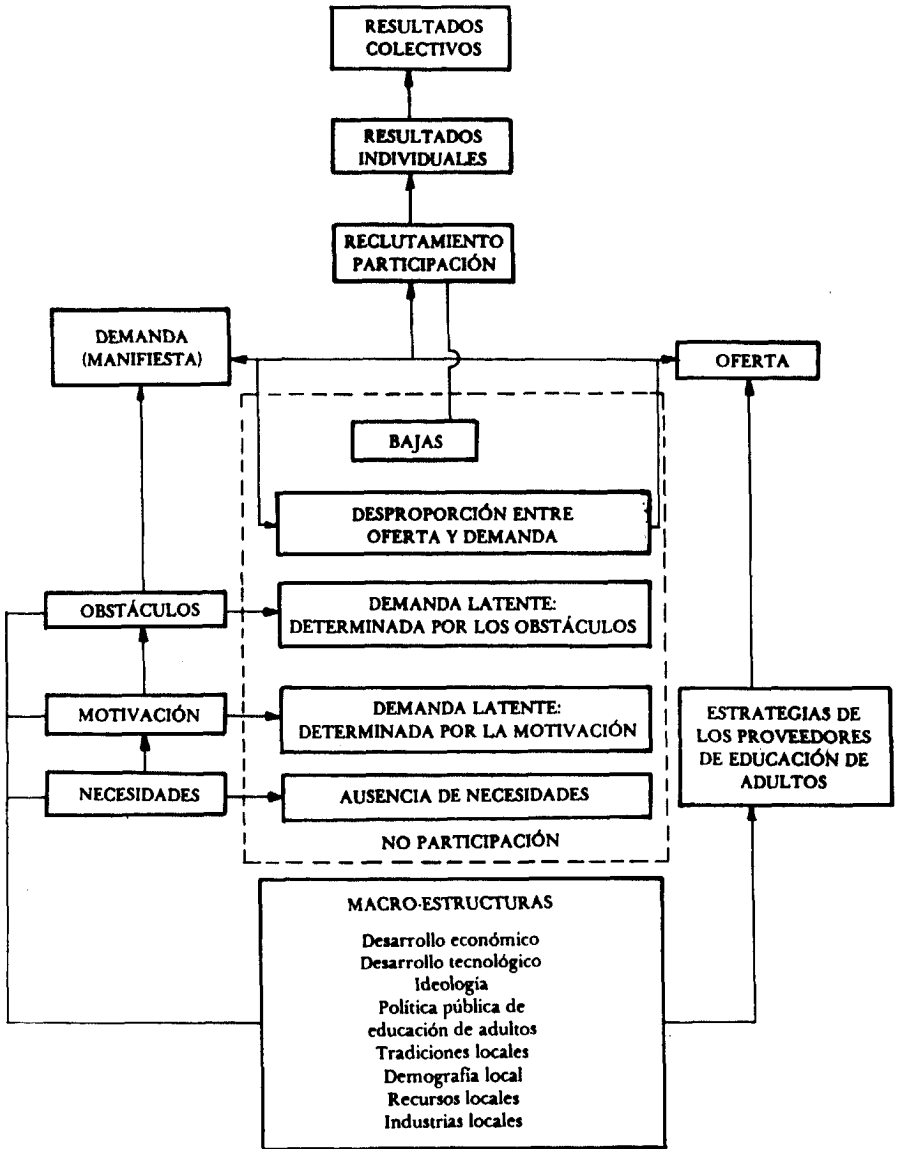 RESULTADOS
COLECTIVOS
RESULTADOS
INDIVIDUALES
RECLUTAMIENTO
PARTICIPACIÓN
DEMANDA
(MANIFIESTA)
OFERTA
BAJAS
DESPROPORCIÓN ENTRE
OFERTA Y DEMANDA
OBSTÁCULOS
DEMANDA LATENTE:
DETERMINADA POR LOS OBSTÁCULOS
MOTIVACIÓN
DEMANDA LATENTE:
DETERMINADA POR LA MOTIVACIÓN
ESTRATEGIAS DE
LOS PROVEEDORES
DE EDUCACIÓN DE
ADULTOS
NECESIDADES
AUSENCIA DE NECESIDADES
NO PARTICIPACIÓN
MACRO-ESTRUCTURAS
Desarrollo económico
Desarrollo tecnológico
Ideología
Política pública de
educación de adultos
Tradiciones locales
Demografía local
Recursos locales
Industrias locales